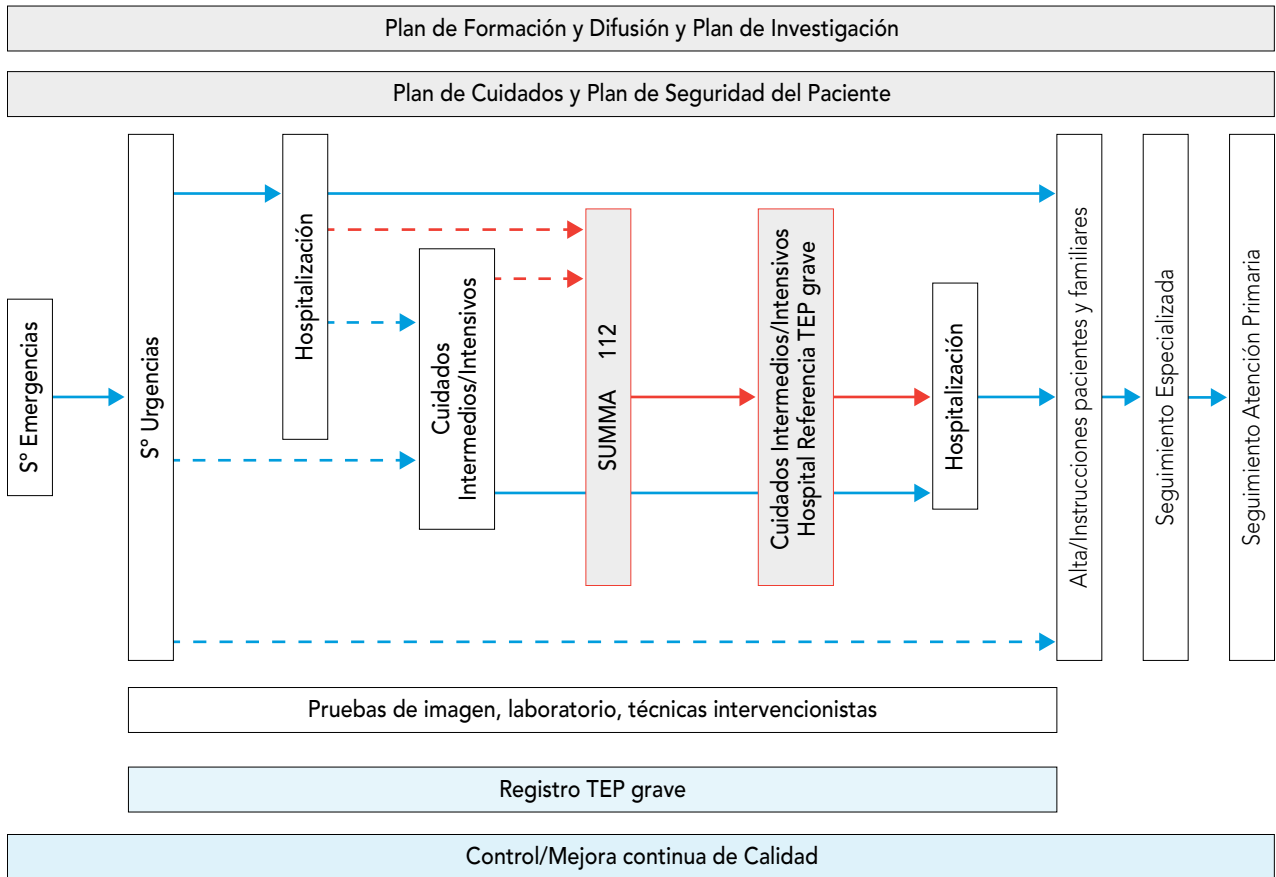 Plan de Formación y Difusión y Plan de Investigación
Plan de Cuidados y Plan de Seguridad del Paciente
Sº Emergencias
Sº Urgencias
Hospitalización
Cuidados
Intermedios/Intensivos
SUMMA 112
Cuidados Intermedios/Intensivos
Hospital Referencia TEP grave
Hospitalización
Alta/Instrucciones pacientes y familiares
Seguimiento Especializada
Seguimiento Atención Primaria
Pruebas de imagen, laboratorio, técnicas intervencionistas
Registro TEP grave
Control/Mejora continua de Calidad